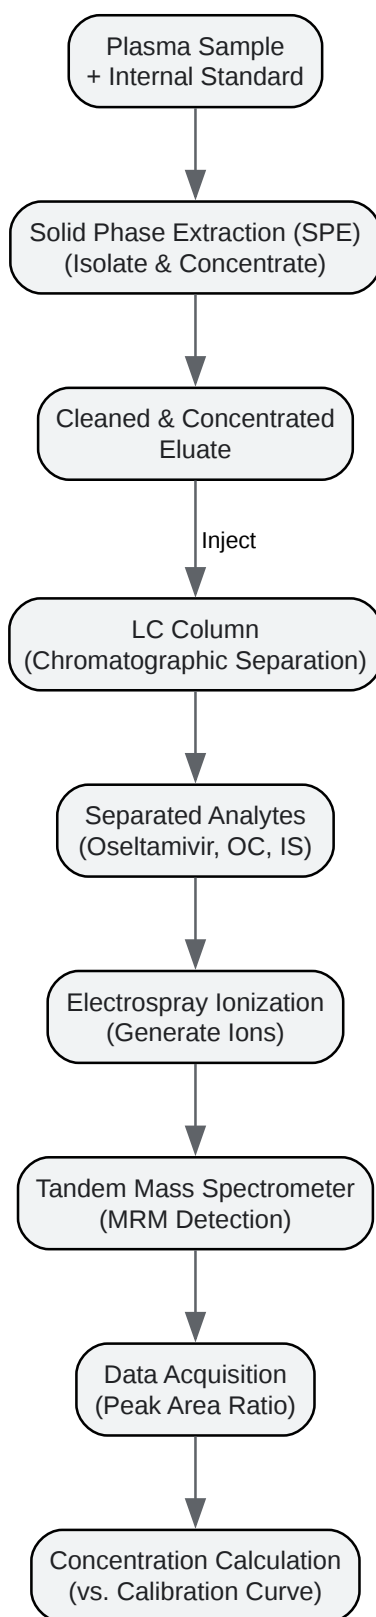 Plasma Sample
+ Internal Standard
Solid Phase Extraction (SPE)
(Isolate & Concentrate)
Cleaned & Concentrated
Eluate
Inject
LC Column
(Chromatographic Separation)
Separated Analytes
(Oseltamivir, OC, IS)
Electrospray Ionization
(Generate Ions)
Tandem Mass Spectrometer
(MRM Detection)
Data Acquisition
(Peak Area Ratio)
Concentration Calculation
(vs. Calibration Curve)